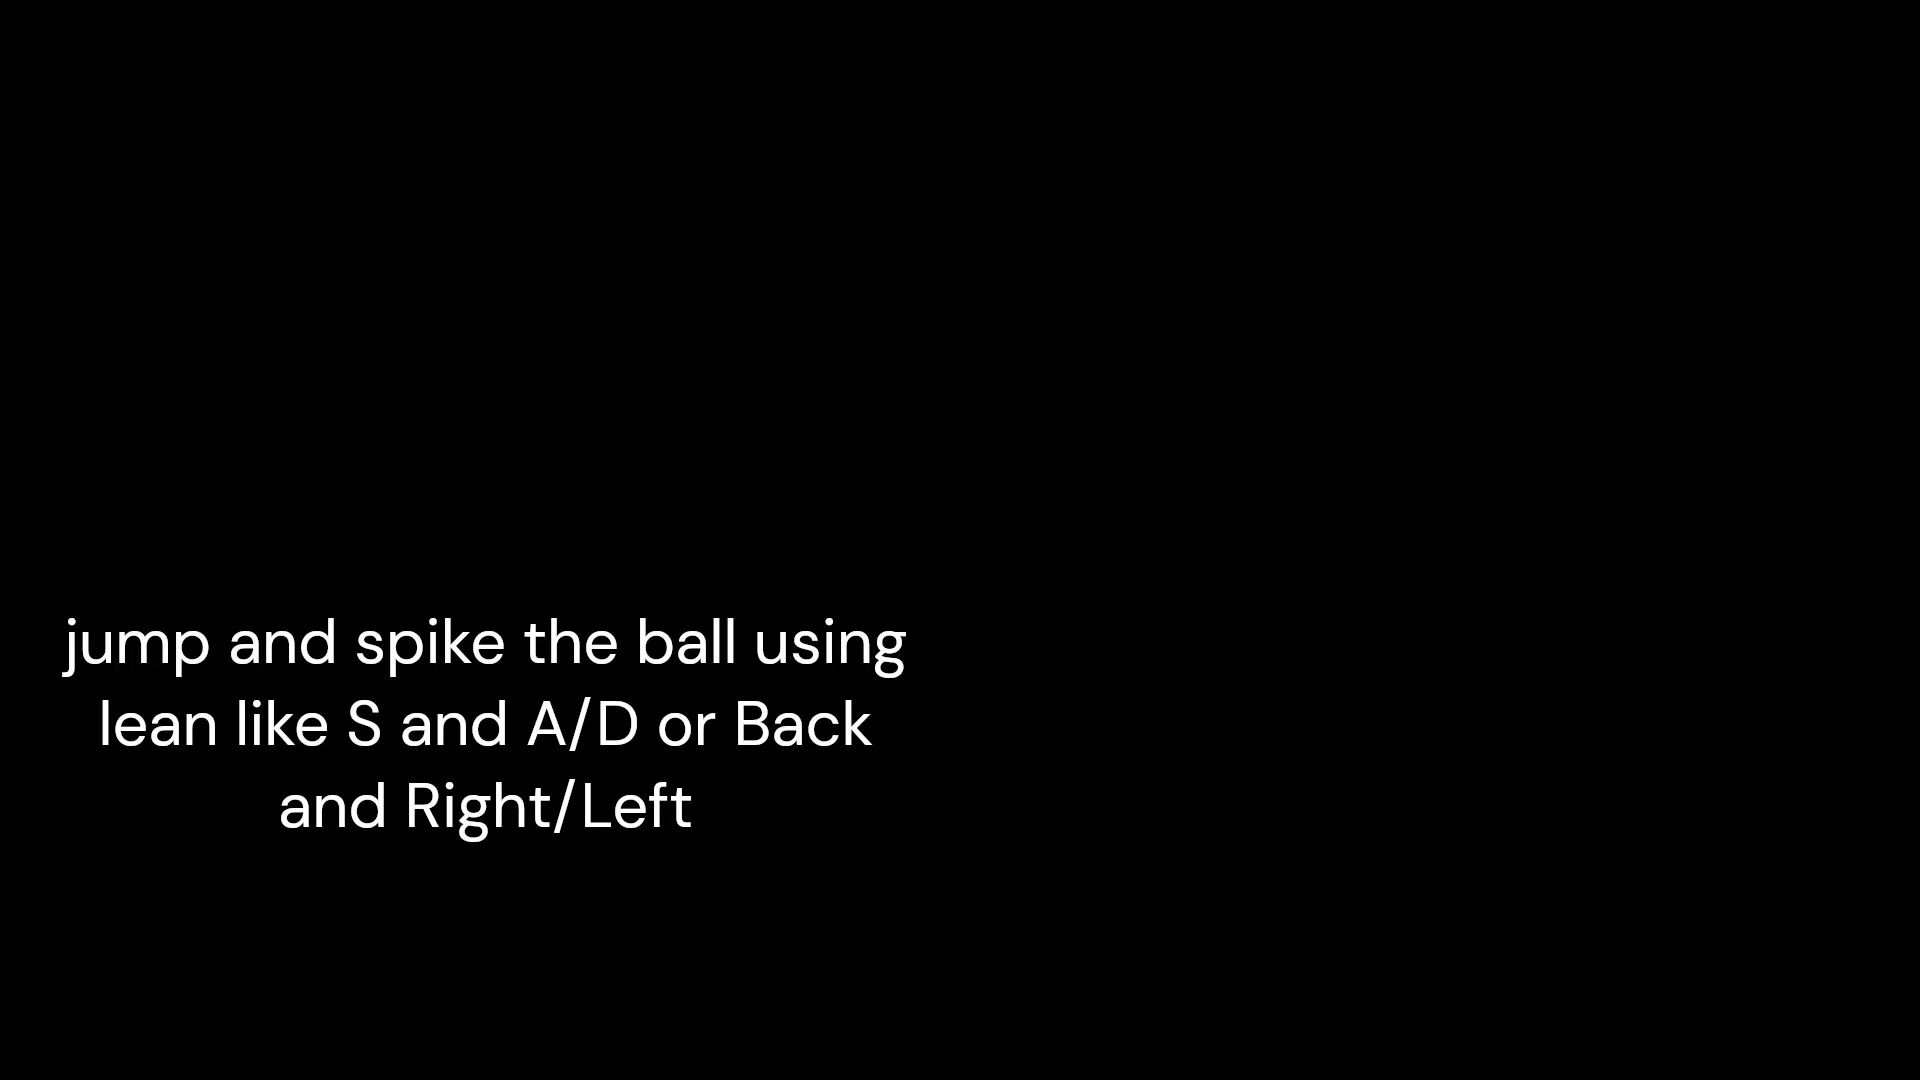 jump and spike the ball using
lean like S and A/D or Back
and Right/Left